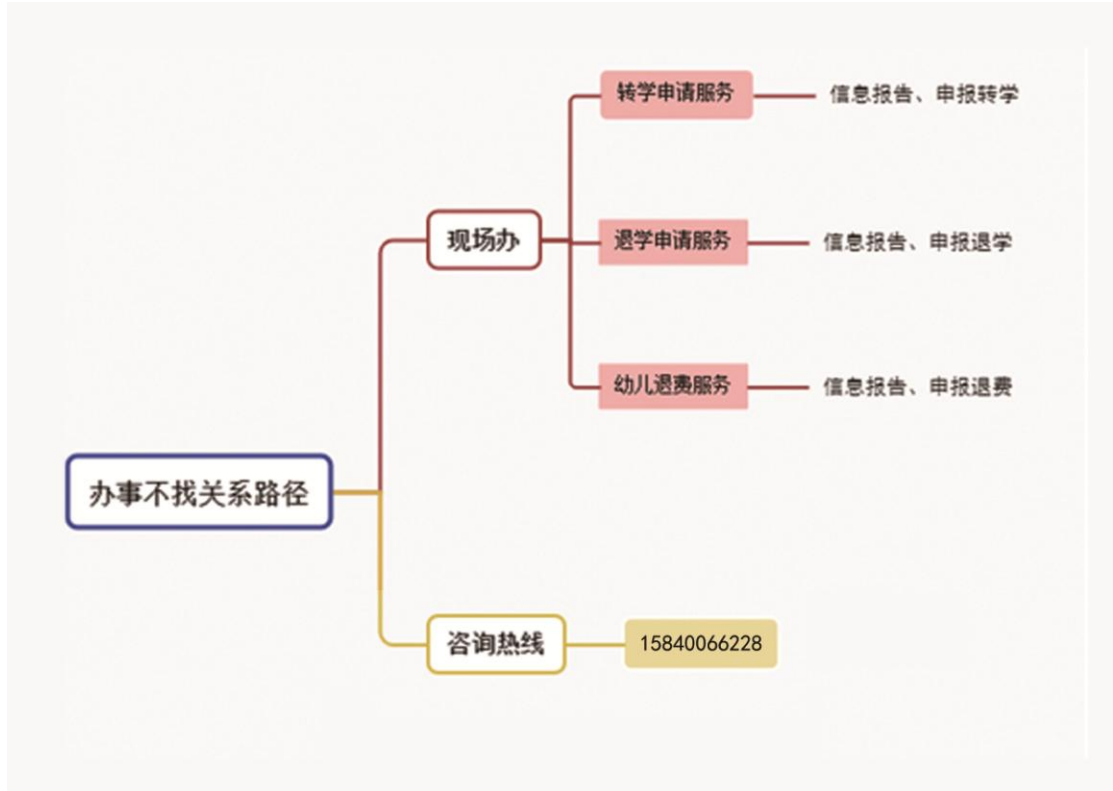 转学申请服务
信息报告、申报转学
现场办
退学申请服务
信息报告、申报退学
幼儿退费服务
信息报告、申报退费
办事不找关系路径
咨询热线
15840066228